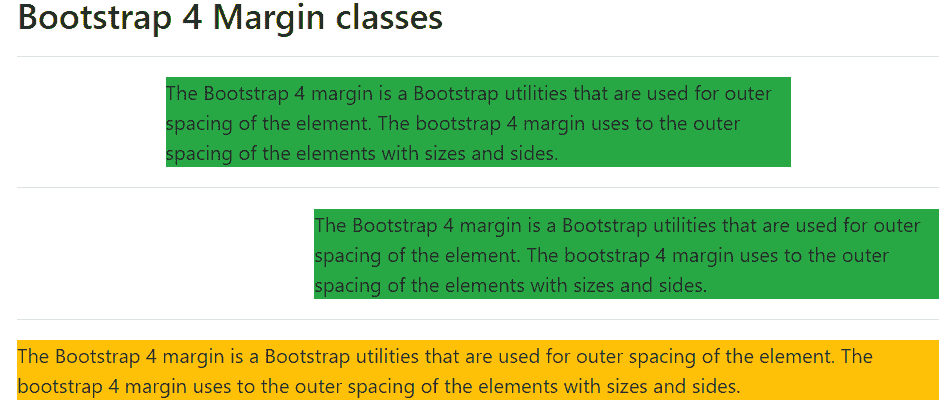 Bootstrap 4 Margin classes
The Bootstrap 4 margin is a Bootstrap utilities that are used for outer
spacing of the element. The bootstrap 4 margin uses to the outer
spacing of the elements with sizes and sides.
The Bootstrap 4 margin is a Bootstrap utilities that are used for outer
spacing of the element. The bootstrap 4 margin uses to the outer
spacing of the elements with sizes and sides.
The Bootstrap 4 margin is a Bootstrap utilities that are used for outer spacing of the element. The
bootstrap 4 margin uses to the outer spacing of the elements with sizes and sides.